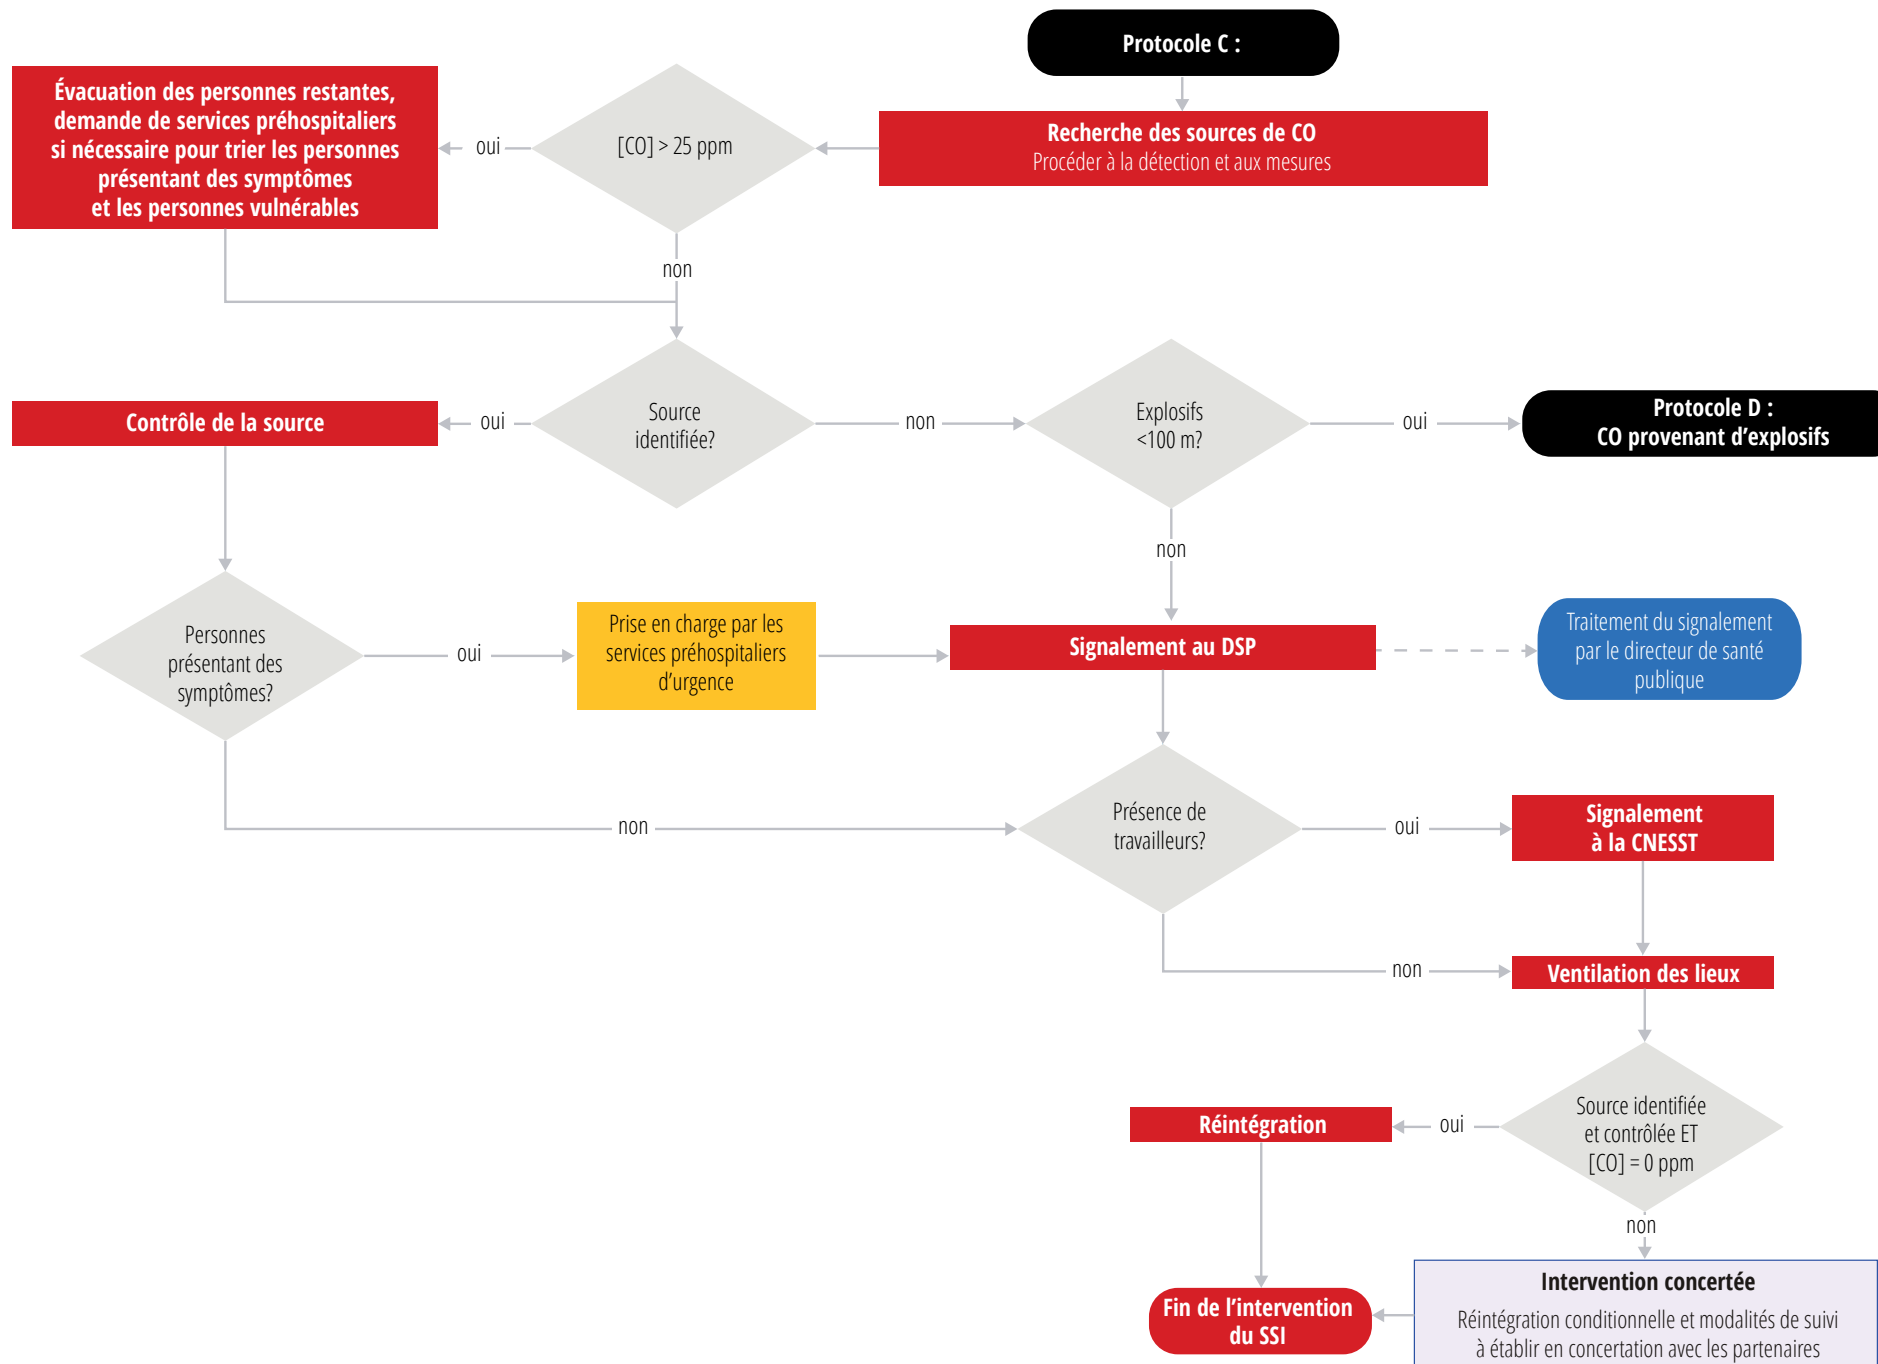 Protocole C :
Recherche des sources de CO
Procéder à la détection et aux mesures
[CO] > 25 ppm
oui
Évacuation des personnes restantes,
demande de services préhospitaliers
si nécessaire pour trier les personnes
présentant des symptômes
et les personnes vulnérables
non
Source
identifiée?
oui
Contrôle de la source
non
Explosifs
<100 m?
oui
Protocole D :
CO provenant d’explosifs
non
Personnes
présentant des
symptômes?
oui
Prise en charge par les
services préhospitaliers
d’urgence
Signalement au DSP
Traitement du signalement
par le directeur de santé
publique
non
Présence de
travailleurs?
oui
Signalement
à la CNESST
non
Ventilation des lieux
Source identifiée
et contrôlée ET
[CO] = 0 ppm
oui
Réintégration
non
Intervention concertée
Réintégration conditionnelle et modalités de suivi
à établir en concertation avec les partenaires
Fin de l’intervention
du SSI